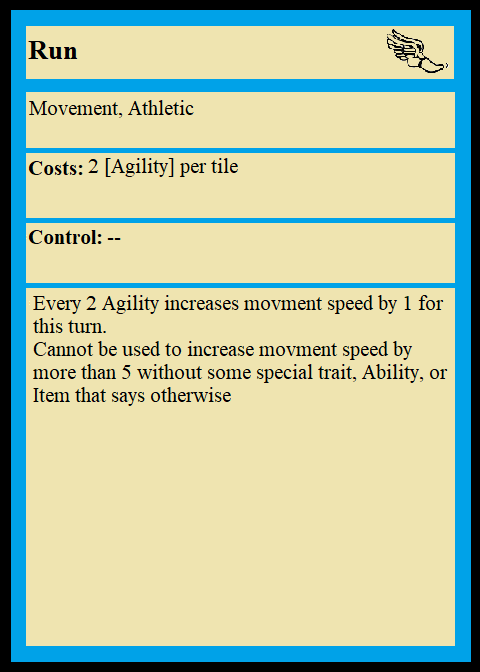 Run
Movement, Athletic
Costs: 2 [Agility] per tile
Control: --
Every 2 Agility increases movment speed by 1 for
this turn.
Cannot be used to increase movment speed by
more than 5 without some special trait, Ability, or
Item that says otherwise